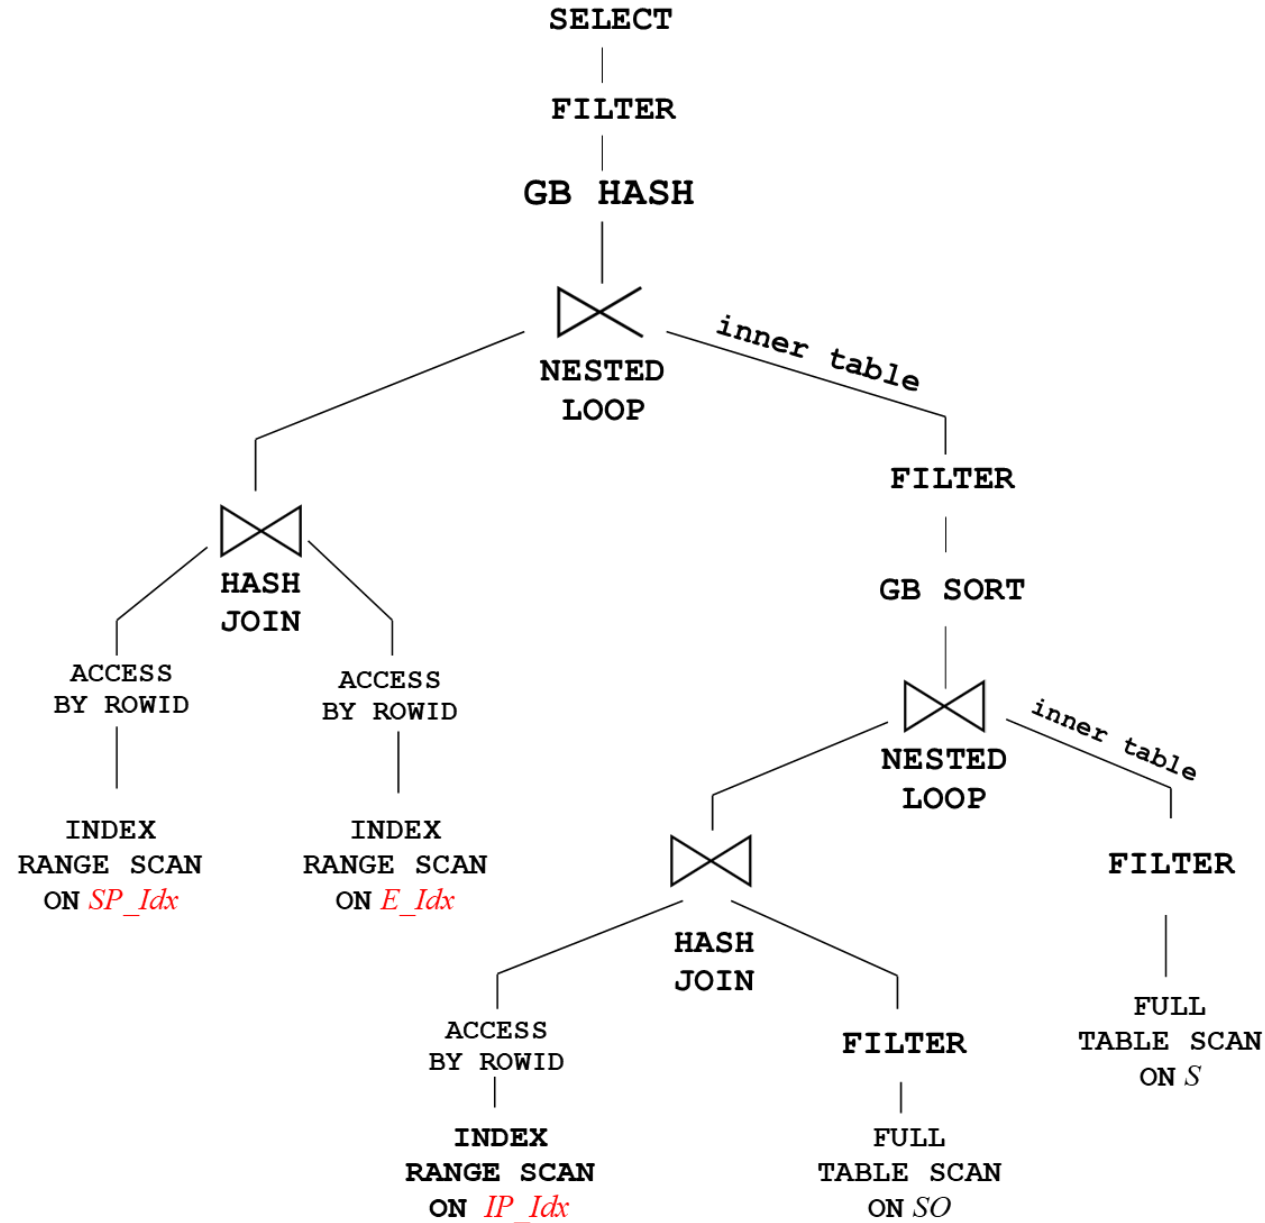 SELECT
FILTER
GB HASH
inner table
NESTED
LOOP
FILTER
HASH
JOIN
GB SORT
ACCESS
BY ROWID
ACCESS
BY ROWID
inner table
NESTED
LOOP
INDEX
RANGE SCAN
ON SP_Idx
INDEX
RANGE SCAN
ON E_Idx
FILTER
HASH
JOIN
ACCESS
BY ROWID
FILTER
FULL
TABLE SCAN
ON S
INDEX
RANGE SCAN
ON IP_Idx
FULL
TABLE SCAN
ON SO